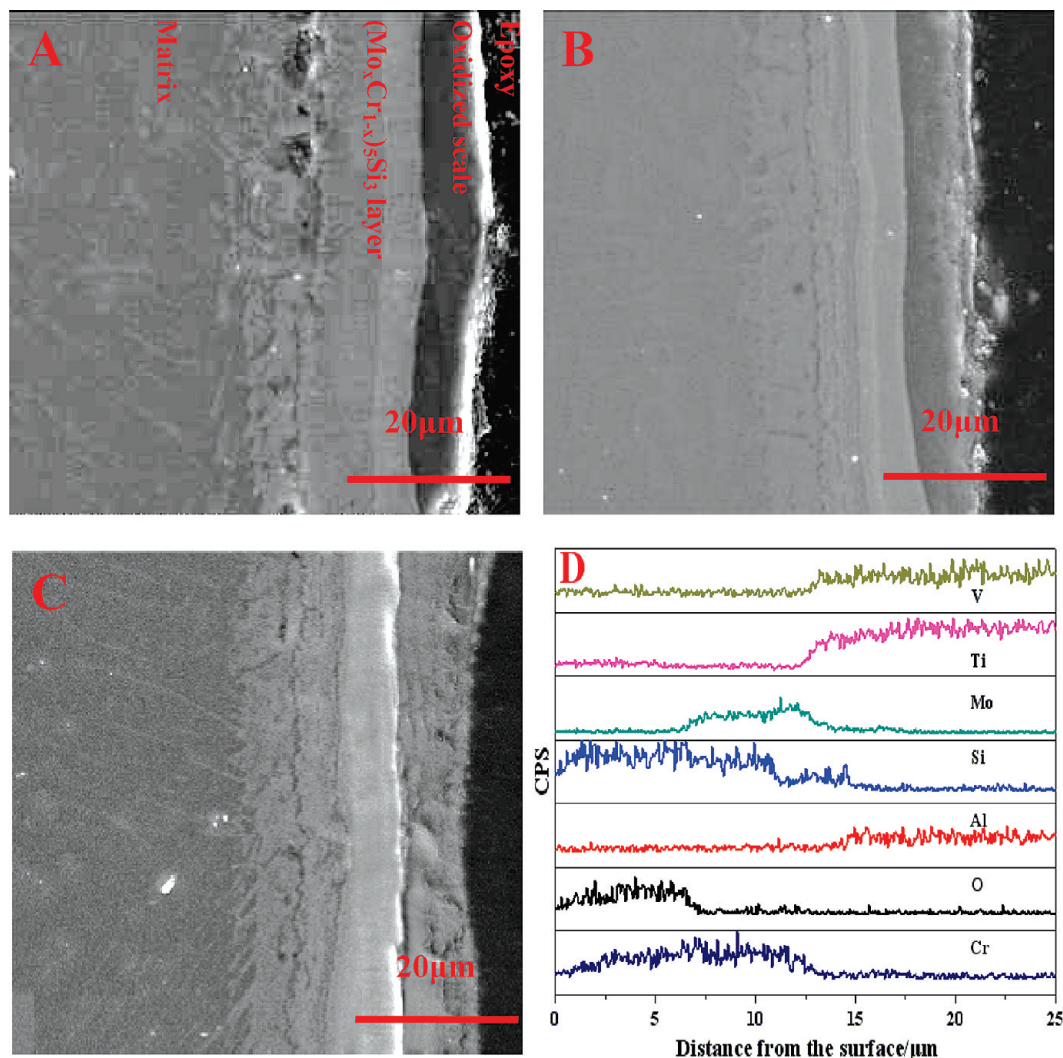 A
Matrix
(MoxCr1-x)5Si3 layer
Oxidized scale
Epoxy
20μm
B
20μm
C
20μm
D
V
Ti
Mo
Si
Al
O
Cr
CPS
0 5 10 15 20 25
Distance from the surface/μm